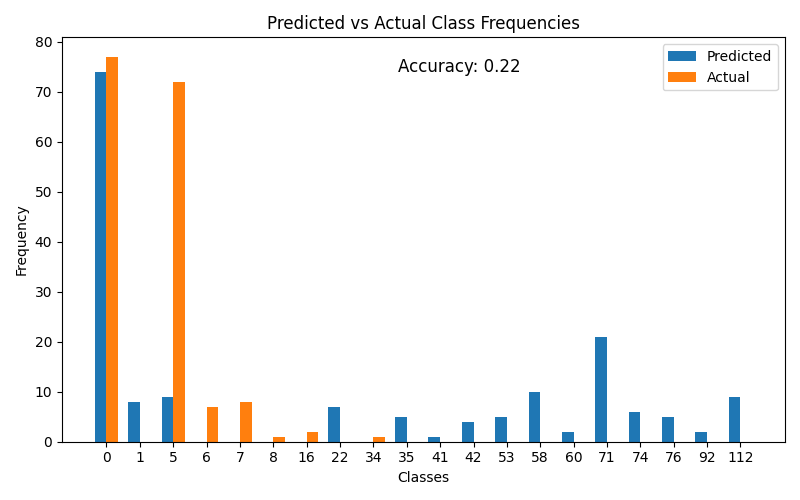 Predicted vs Actual Class Frequencies
Accuracy: 0.22
Predicted
Actual
80
70
60
50
40
30
20
10
0
Frequency
0 1 5 6 7 8 16 22 34 35 41 42 53 58 60 71 74 76 92 112
Classes